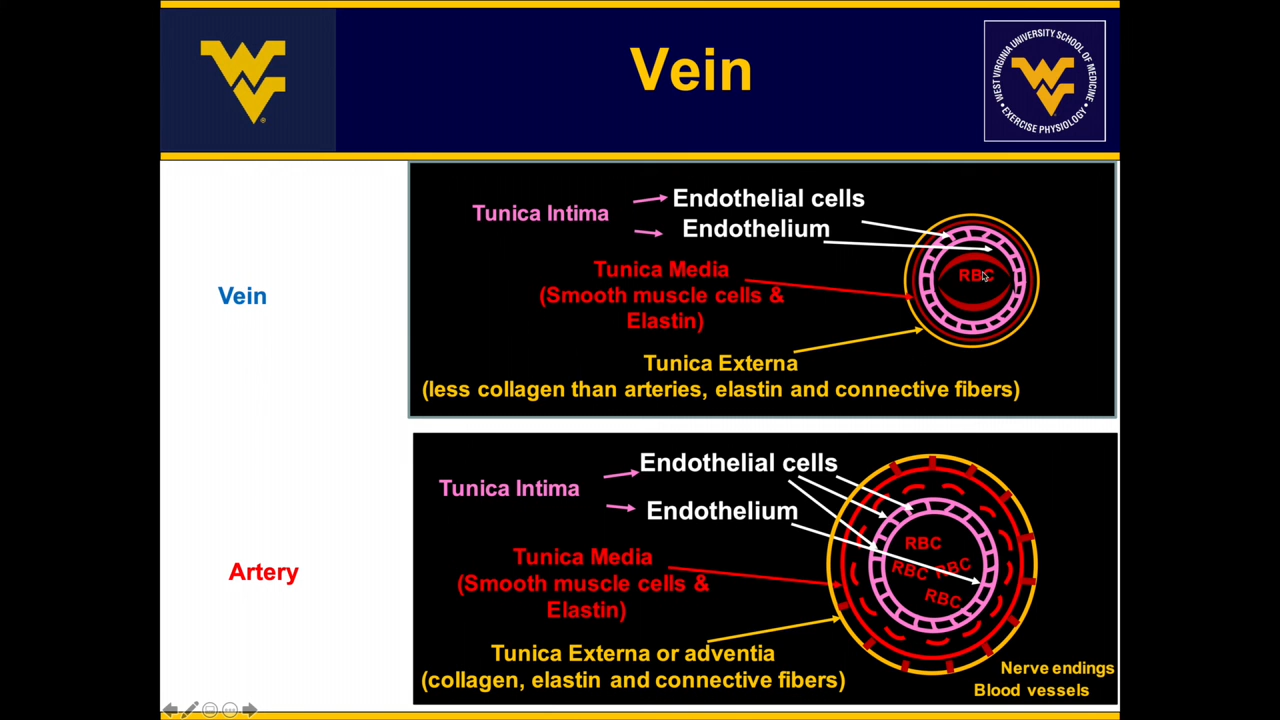 Vein
WEST VIRGINIA UNIVERSITY SCHOOL OF MEDICINE
• EXERCISE PHYSIOLOGY •
Vein
Tunica Intima
Endothelial cells
Endothelium
Tunica Media
(Smooth muscle cells &
Elastin)
Tunica Externa
(less collagen than arteries, elastin and connective fibers)
RBC
Artery
Tunica Intima
Endothelial cells
Endothelium
Tunica Media
(Smooth muscle cells &
Elastin)
Tunica Externa or adventia
(collagen, elastin and connective fibers)
RBC
RBC RBC
RBC
Nerve endings
Blood vessels